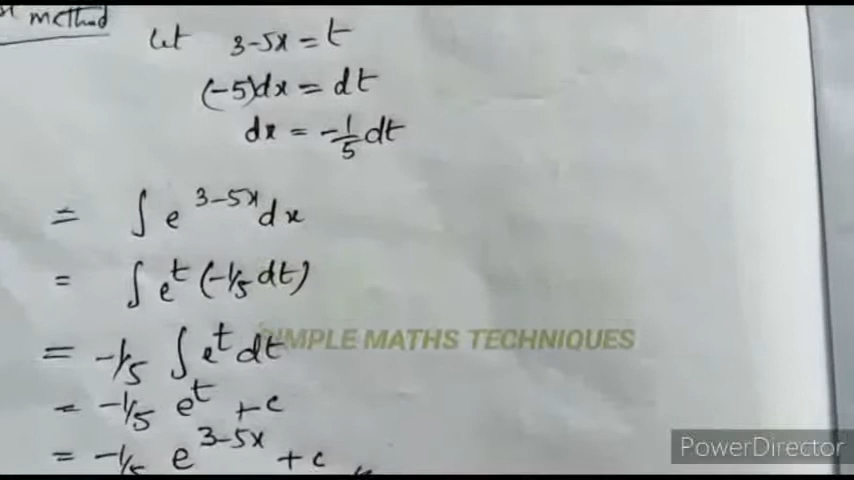 method
let 3-5x = t
(-5)dx = dt
dx = -1/5 dt
= ∫ e^{3-5x} dx
= ∫ e^t (-1/5 dt)
= -1/5 ∫ e^t dt
SIMPLE MATHS TECHNIQUES
= -1/5 e^t + c
= -1/5 e^{3-5x} + c
PowerDirector